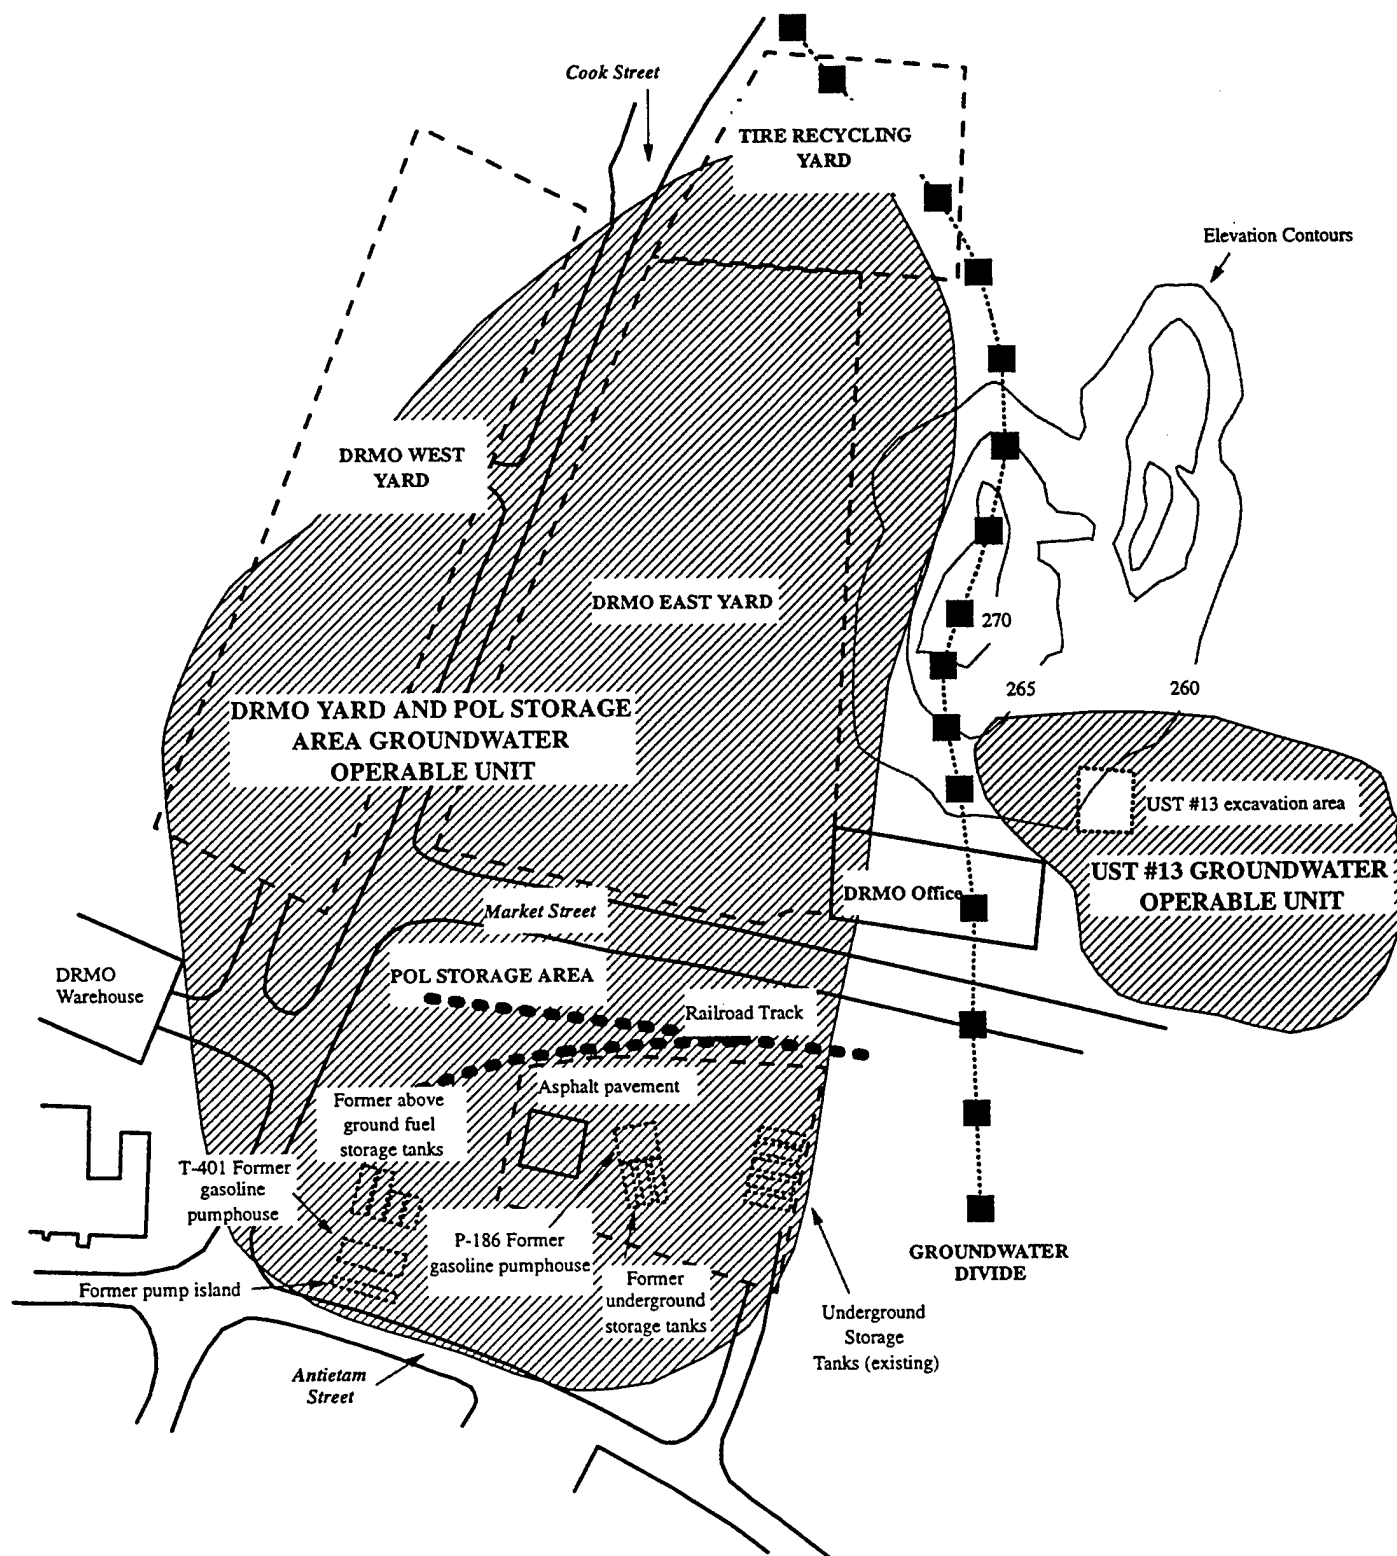 Cook Street
TIRE RECYCLING
YARD
Elevation Contours
DRMO WEST
YARD
DRMO EAST YARD
270
265
260
DRMO YARD AND POL STORAGE
AREA GROUNDWATER
OPERABLE UNIT
UST #13 excavation area
UST #13 GROUNDWATER
OPERABLE UNIT
DRMO Office
Market Street
DRMO
Warehouse
POL STORAGE AREA
Railroad Track
Asphalt pavement
Former above
ground fuel
storage tanks
T-401 Former
gasoline
pumphouse
P-186 Former
gasoline pumphouse
GROUNDWATER
DIVIDE
Former pump island
Former
underground
storage tanks
Underground
Storage
Tanks (existing)
Antietam
Street